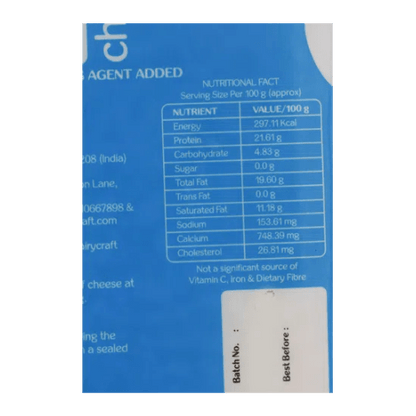 ch
AGENT ADDED
NUTRITIONAL FACT
Serving Size Per 100 g (approx)
NUTRIENT VALUE/100 g
Energy 297.11 Kcal
Protein 21.61 g
Carbohydrate 4.83 g
Sugar 0.0 g
Total Fat 19.60 g
Trans Fat 0.0 g
Saturated Fat 11.18 g
Sodium 153.61 mg
Calcium 748.39 mg
Cholesterol 26.81 mg
Not a significant source of
Vitamin C, Iron & Dietary Fibre
208 (India)
n Lane,
0667898 &
aft.com
airycraft
f cheese at
ing the
a sealed
Batch No. :
Best Before :